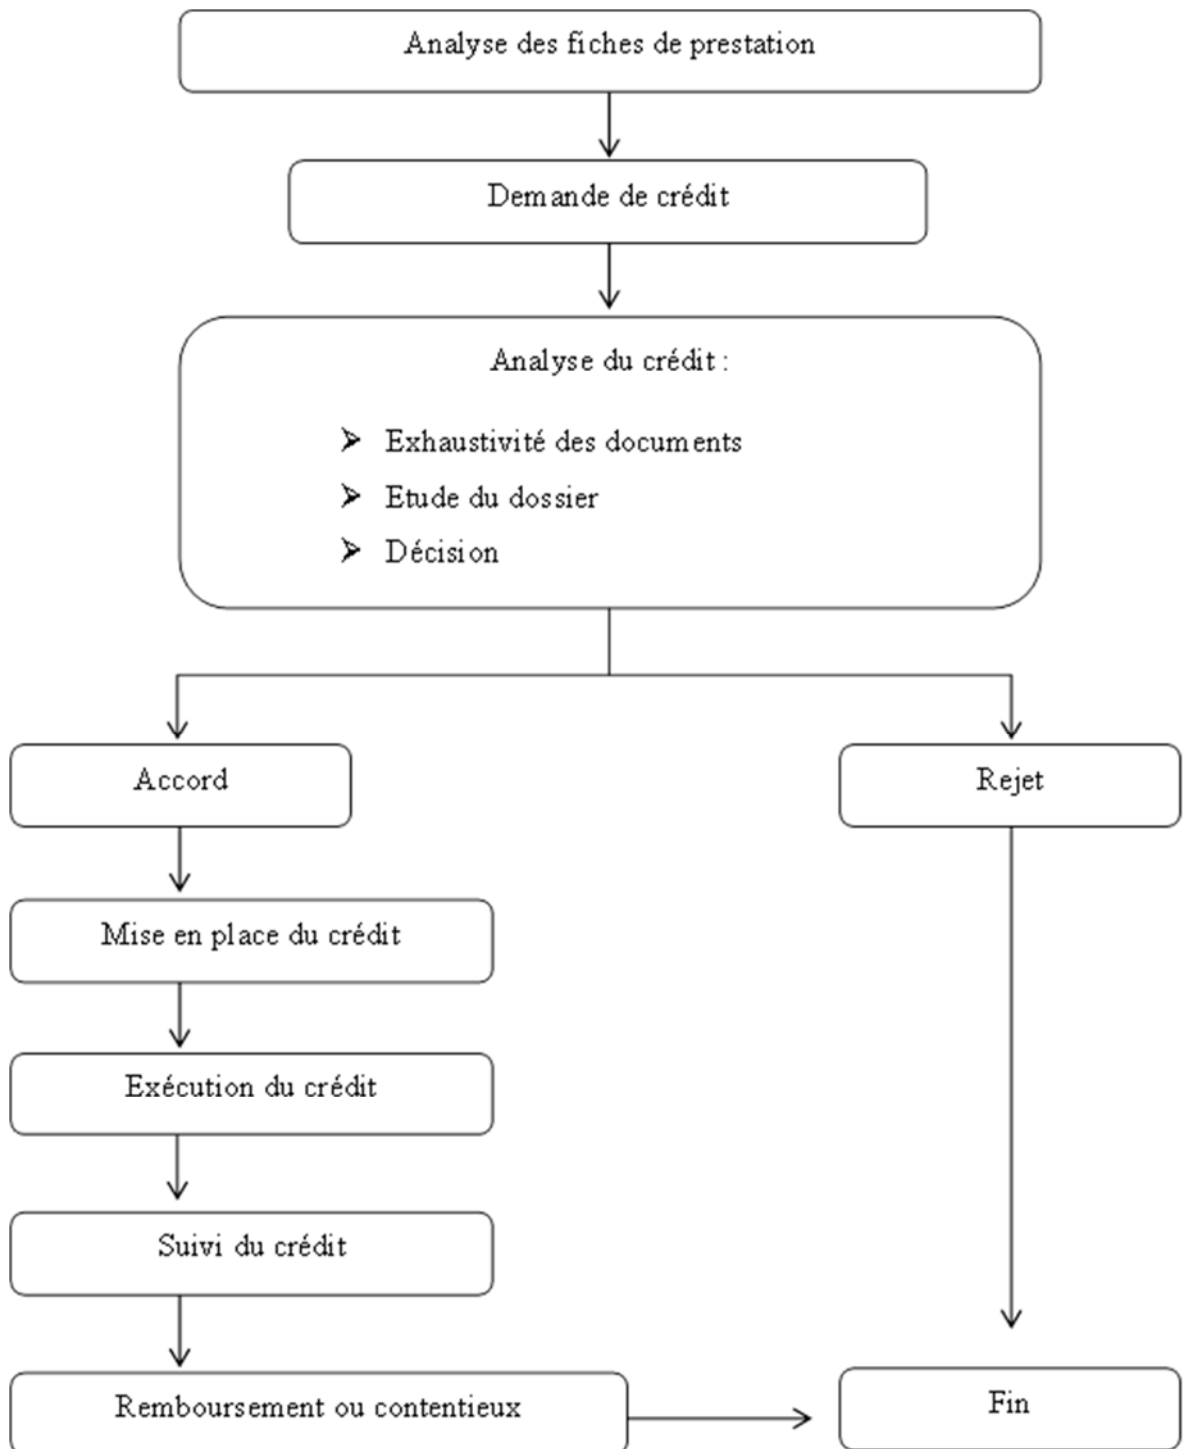 Analyse des fiches de prestation
Demande de crédit
Analyse du crédit :
➢ Exhaustivité des documents
➢ Etude du dossier
➢ Décision
Accord
Rejet
Mise en place du crédit
Exécution du crédit
Suivi du crédit
Remboursement ou contentieux
Fin